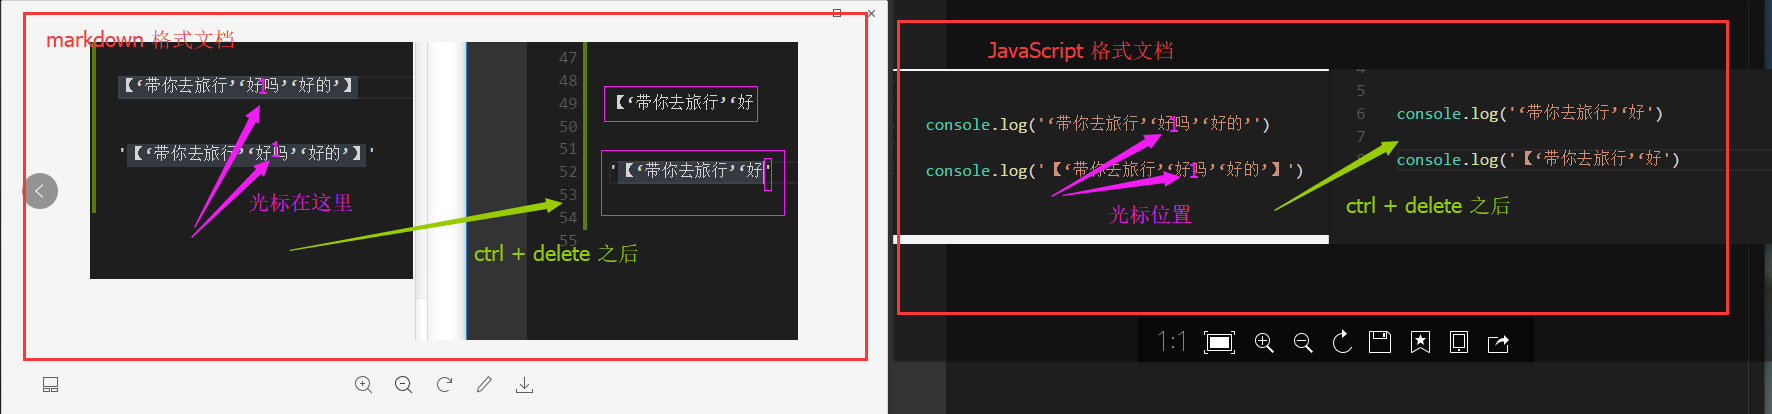 markdown 格式文档
【‘带你去旅行’‘好吗’‘好的’】
1
'【‘带你去旅行’‘好吗’‘好的’】'
1
光标在这里
47
48
49
【‘带你去旅行’‘好
50
51
52
'【‘带你去旅行’‘好'
53
54
55
ctrl + delete 之后
JavaScript 格式文档
console.log('‘带你去旅行’‘好吗’‘好的’')
1
console.log('【‘带你去旅行’‘好吗’‘好的’】')
1
光标位置
5
6
console.log('‘带你去旅行’‘好')
7
console.log('【‘带你去旅行’‘好')
ctrl + delete 之后
1:1